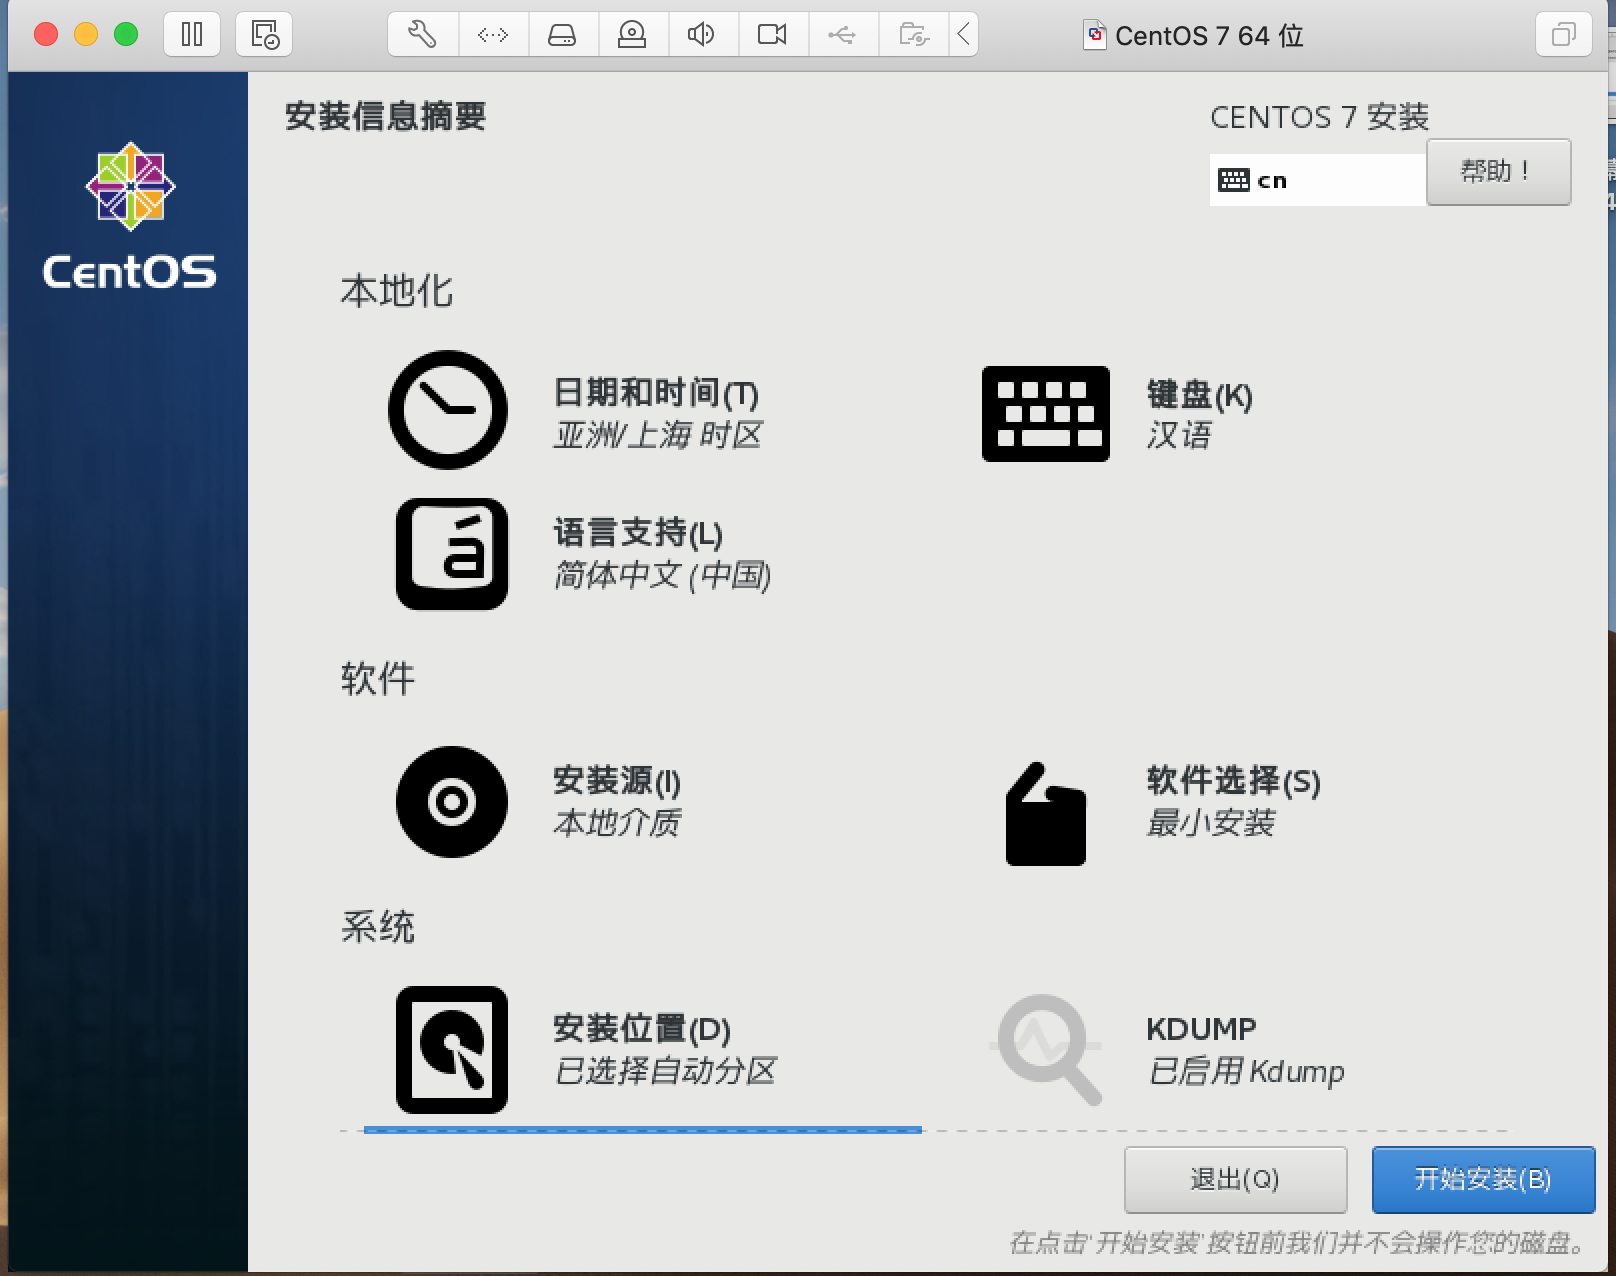 CentOS 7 64 位
安装信息摘要
CENTOS 7 安装
cn
帮助！
CentOS
本地化
日期和时间(T)
亚洲/上海 时区
键盘(K)
汉语
á
语言支持(L)
简体中文 (中国)
软件
安装源(I)
本地介质
软件选择(S)
最小安装
系统
安装位置(D)
已选择自动分区
KDUMP
已启用 Kdump
退出(Q)
开始安装(B)
在点击'开始安装'按钮前我们并不会操作您的磁盘。